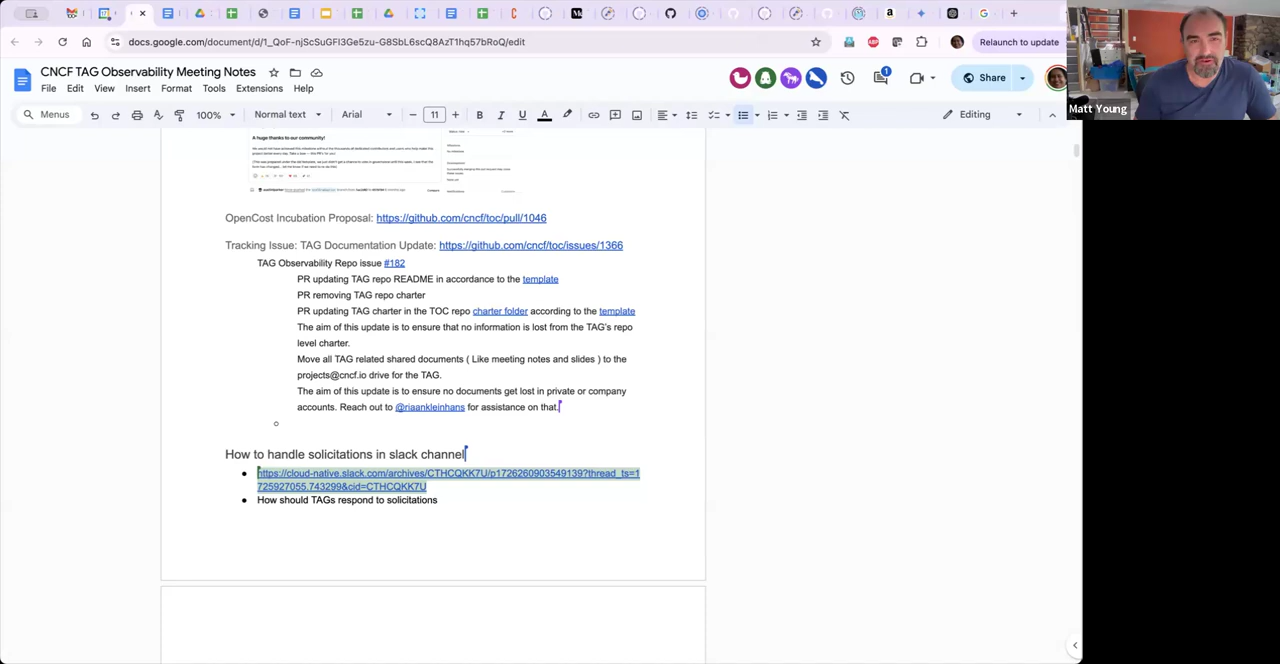 docs.google.com/document/d/1_QoF-njScSuGFl3Ge5zu-G8SbL6scQ8AzT1hq57bRoQ/edit
Relaunch to update
CNCF TAG Observability Meeting Notes
File Edit View Insert Format Tools Extensions Help
1
Share
Matt Young
Menus
100%
Normal text
Arial
11
B I U A
Editing
A huge thanks to our community!
OpenCost Incubation Proposal: https://github.com/cncf/toc/pull/1046
Tracking Issue: TAG Documentation Update: https://github.com/cncf/toc/issues/1366
TAG Observability Repo issue #182
PR updating TAG repo README in accordance to the template
PR removing TAG repo charter
PR updating TAG charter in the TOC repo charter folder according to the template
The aim of this update is to ensure that no information is lost from the TAG's repo
level charter.
Move all TAG related shared documents ( Like meeting notes and slides ) to the
projects@cncf.io drive for the TAG.
The aim of this update is to ensure no documents get lost in private or company
accounts. Reach out to @riaankleinhans for assistance on that.
How to handle solicitations in slack channel
https://cloud-native.slack.com/archives/CTHCQKK7U/p1726260903549139?thread_ts=1
725927055.743299&cid=CTHCQKK7U
How should TAGs respond to solicitations